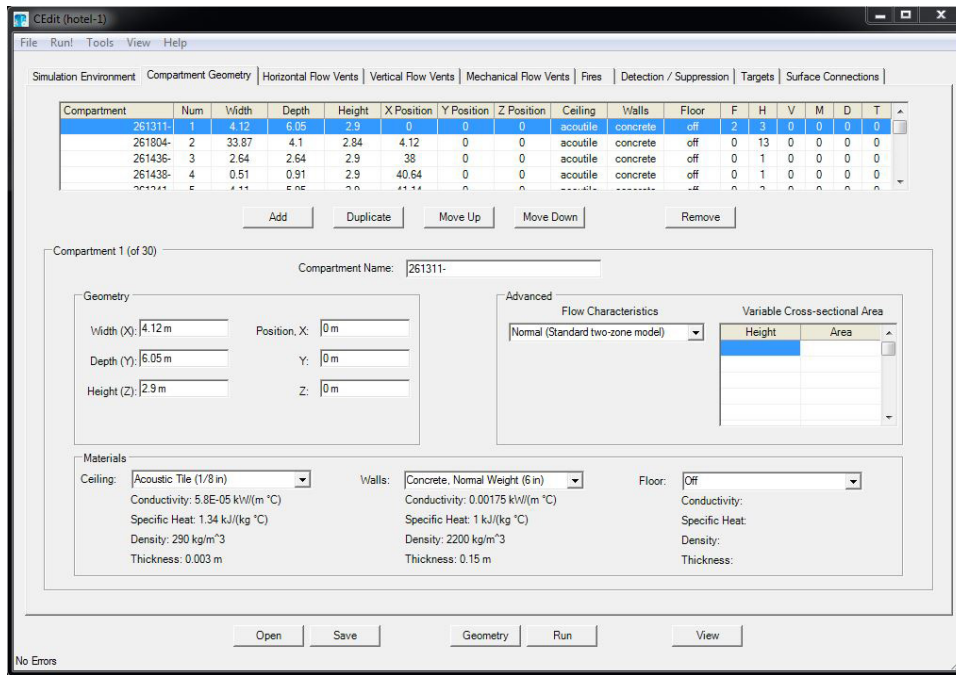 CEdit (hotel-1)
File Run! Tools View Help
Simulation Environment Compartment Geometry Horizontal Flow Vents Vertical Flow Vents Mechanical Flow Vents Fires Detection / Suppression Targets Surface Connections
Compartment Num Width Depth Height X Position Y Position Z Position Ceiling Walls Floor F H V M D T
261311- 1 4.12 6.05 2.9 0 0 0 acoutile concrete off 2 3 0 0 0 0
261804- 2 33.87 4.1 2.84 4.12 0 0 acoutile concrete off 0 13 0 0 0 0
261436- 3 2.64 2.64 2.9 38 0 0 acoutile concrete off 0 1 0 0 0 0
261438- 4 0.51 0.91 2.9 40.64 0 0 acoutile concrete off 0 1 0 0 0 0
Add Duplicate Move Up Move Down Remove
Compartment 1 (of 30)
Compartment Name: 261311-
Geometry
Width (X): 4.12 m Position, X: 0 m
Depth (Y): 6.05 m Y: 0 m
Height (Z): 2.9 m Z: 0 m
Advanced
Flow Characteristics Variable Cross-sectional Area
Normal (Standard two-zone model) Height Area
Materials
Ceiling: Acoustic Tile (1/8 in) Walls: Concrete, Normal Weight (6 in) Floor: Off
Conductivity: 5.8E-05 kW/(m °C) Conductivity: 0.00175 kW/(m °C) Conductivity:
Specific Heat: 1.34 kJ/(kg °C) Specific Heat: 1 kJ/(kg °C) Specific Heat:
Density: 290 kg/m^3 Density: 2200 kg/m^3 Density:
Thickness: 0.003 m Thickness: 0.15 m Thickness:
Open Save Geometry Run View
No Errors